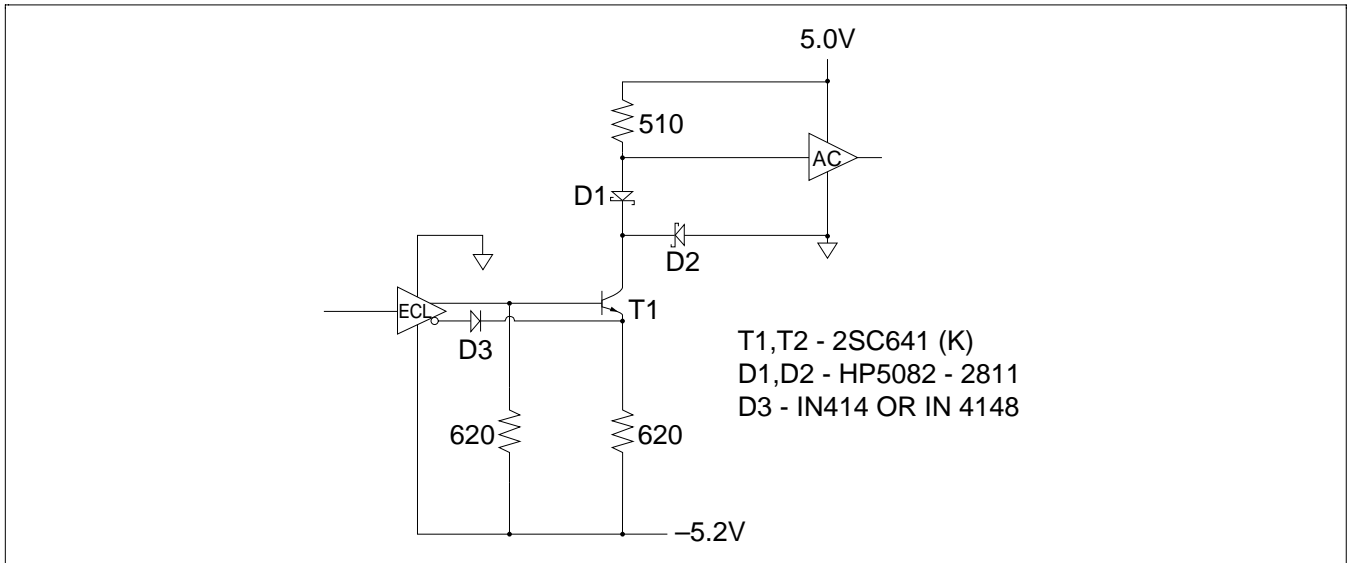 5.0V
510
AC
D1
D2
ECL
T1
D3
T1,T2 - 2SC641 (K)
D1,D2 - HP5082 - 2811
D3 - IN414 OR IN 4148
620
620
–5.2V